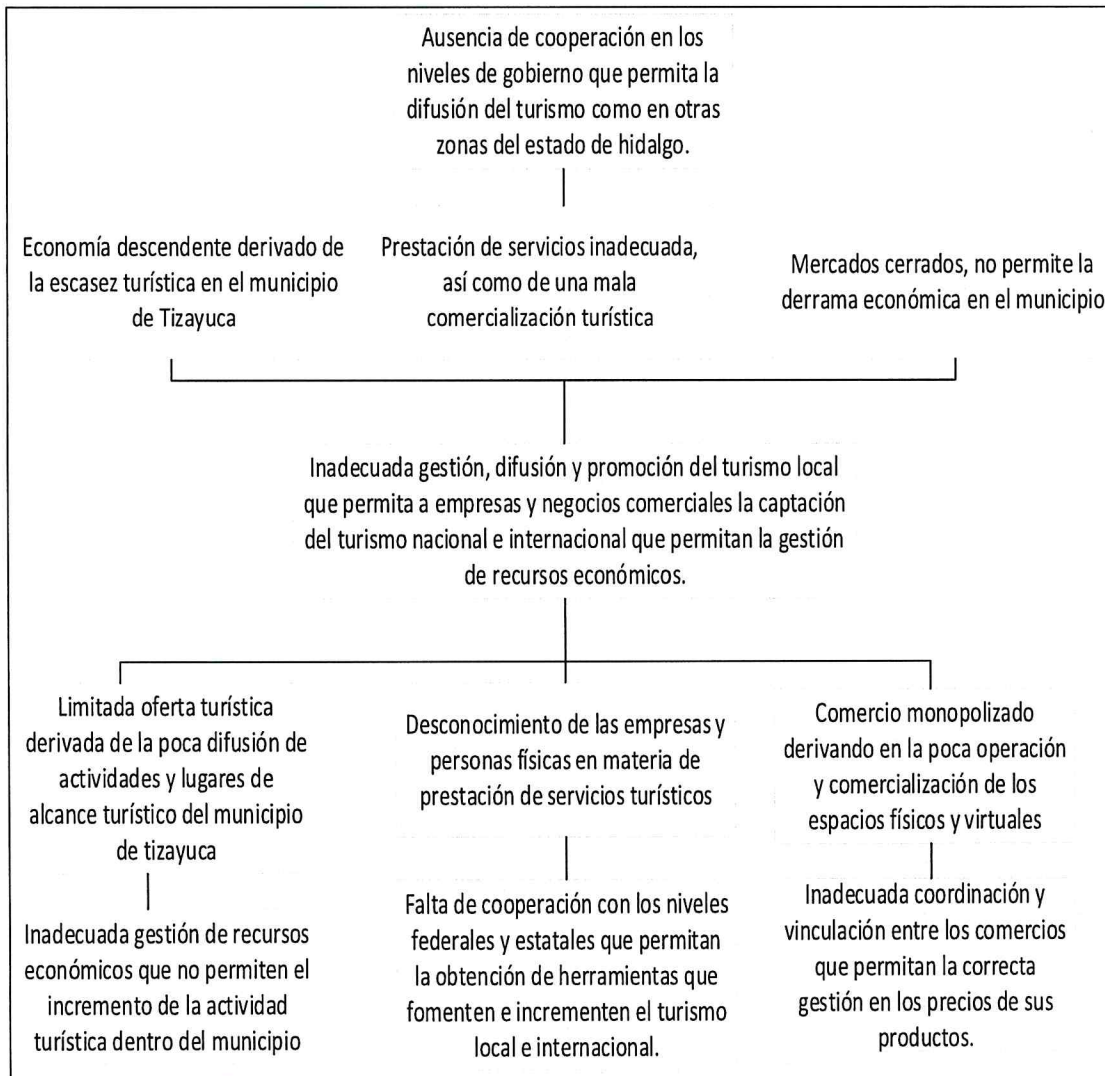 Ausencia de cooperación en los
niveles de gobierno que permita la
difusión del turismo como en otras
zonas del estado de hidalgo.
Economía descendente derivado de
la escasez turística en el municipio
de Tizayuca
Prestación de servicios inadecuada,
así como de una mala
comercialización turística
Mercados cerrados, no permite la
derrama económica en el municipio
Inadecuada gestión, difusión y promoción del turismo local
que permita a empresas y negocios comerciales la captación
del turismo nacional e internacional que permitan la gestión
de recursos económicos.
Limitada oferta turística
derivada de la poca difusión de
actividades y lugares de
alcance turístico del municipio
de tizayuca
Desconocimiento de las empresas y
personas físicas en materia de
prestación de servicios turísticos
Comercio monopolizado
derivando en la poca operación
y comercialización de los
espacios físicos y virtuales
Inadecuada gestión de recursos
económicos que no permiten el
incremento de la actividad
turística dentro del municipio
Falta de cooperación con los niveles
federales y estatales que permitan
la obtención de herramientas que
fomenten e incrementen el turismo
local e internacional.
Inadecuada coordinación y
vinculación entre los comercios
que permitan la correcta
gestión en los precios de sus
productos.